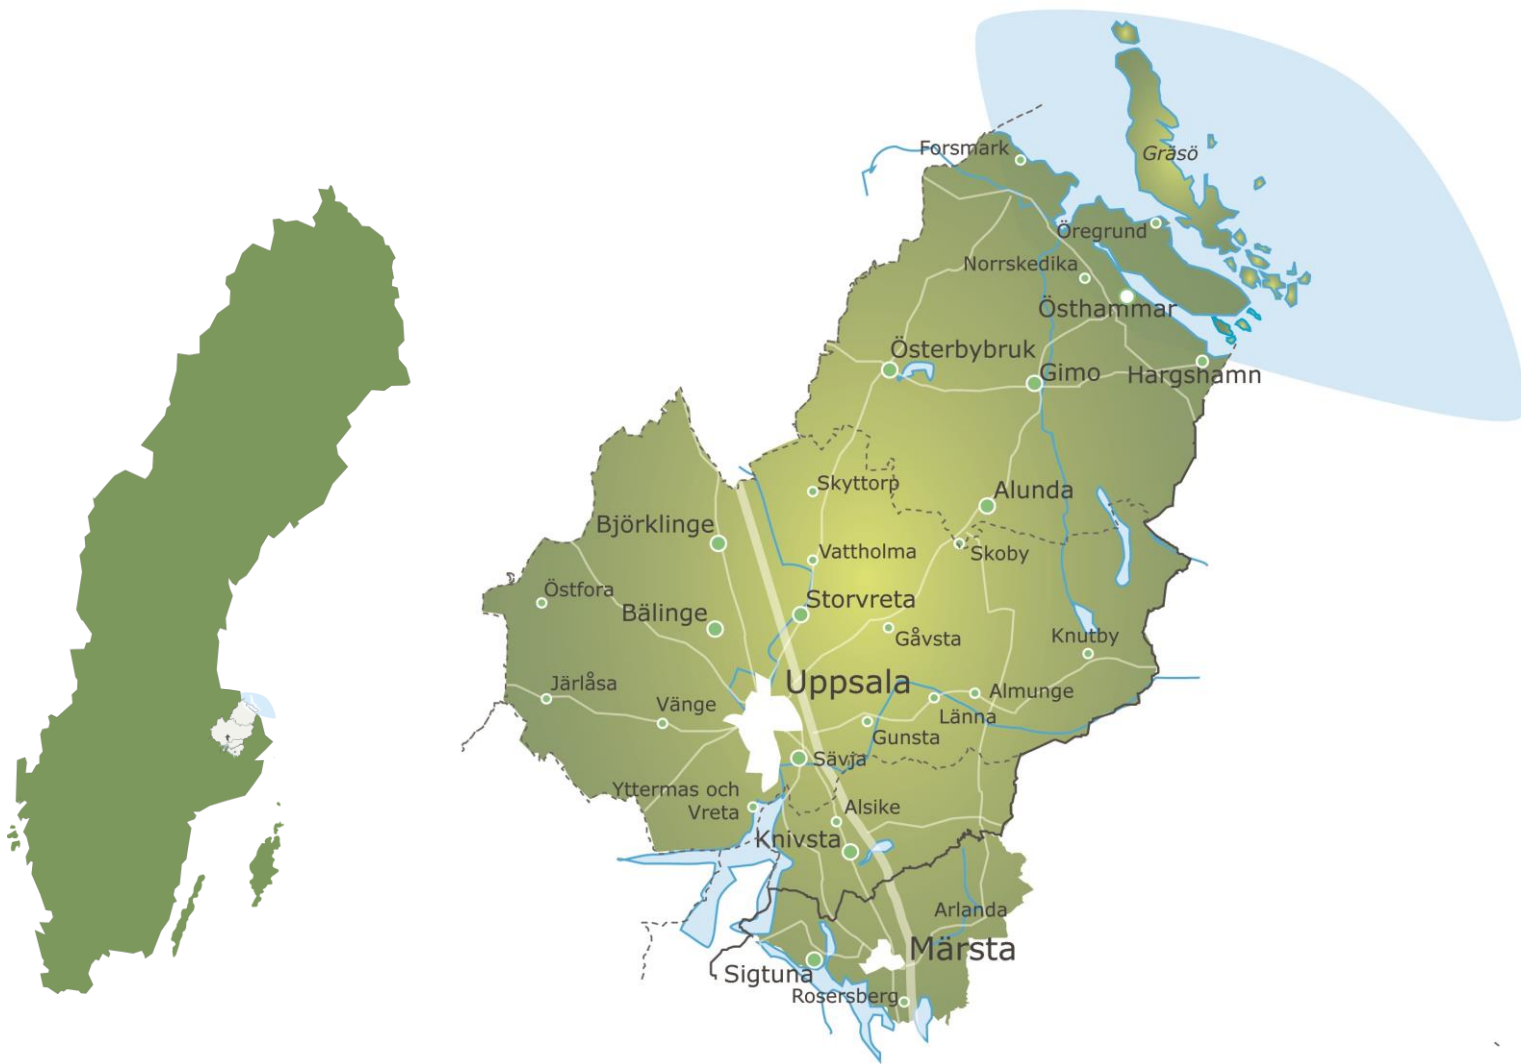 Forsmark
Gräsö
Öregrund
Norrskedika
Östhammar
Österbybruk
Gimo
Hargshamn
Skyttorp
Alunda
Björklinge
Vattholma
Skoby
Östfora
Storvreta
Bälinge
Gåvsta
Knutby
Uppsala
Järlåsa
Almunge
Vänge
Länna
Gunsta
Sävja
Yttermas och
Vreta
Alsike
Knivsta
Arlanda
Märsta
Sigtuna
Rosersberg